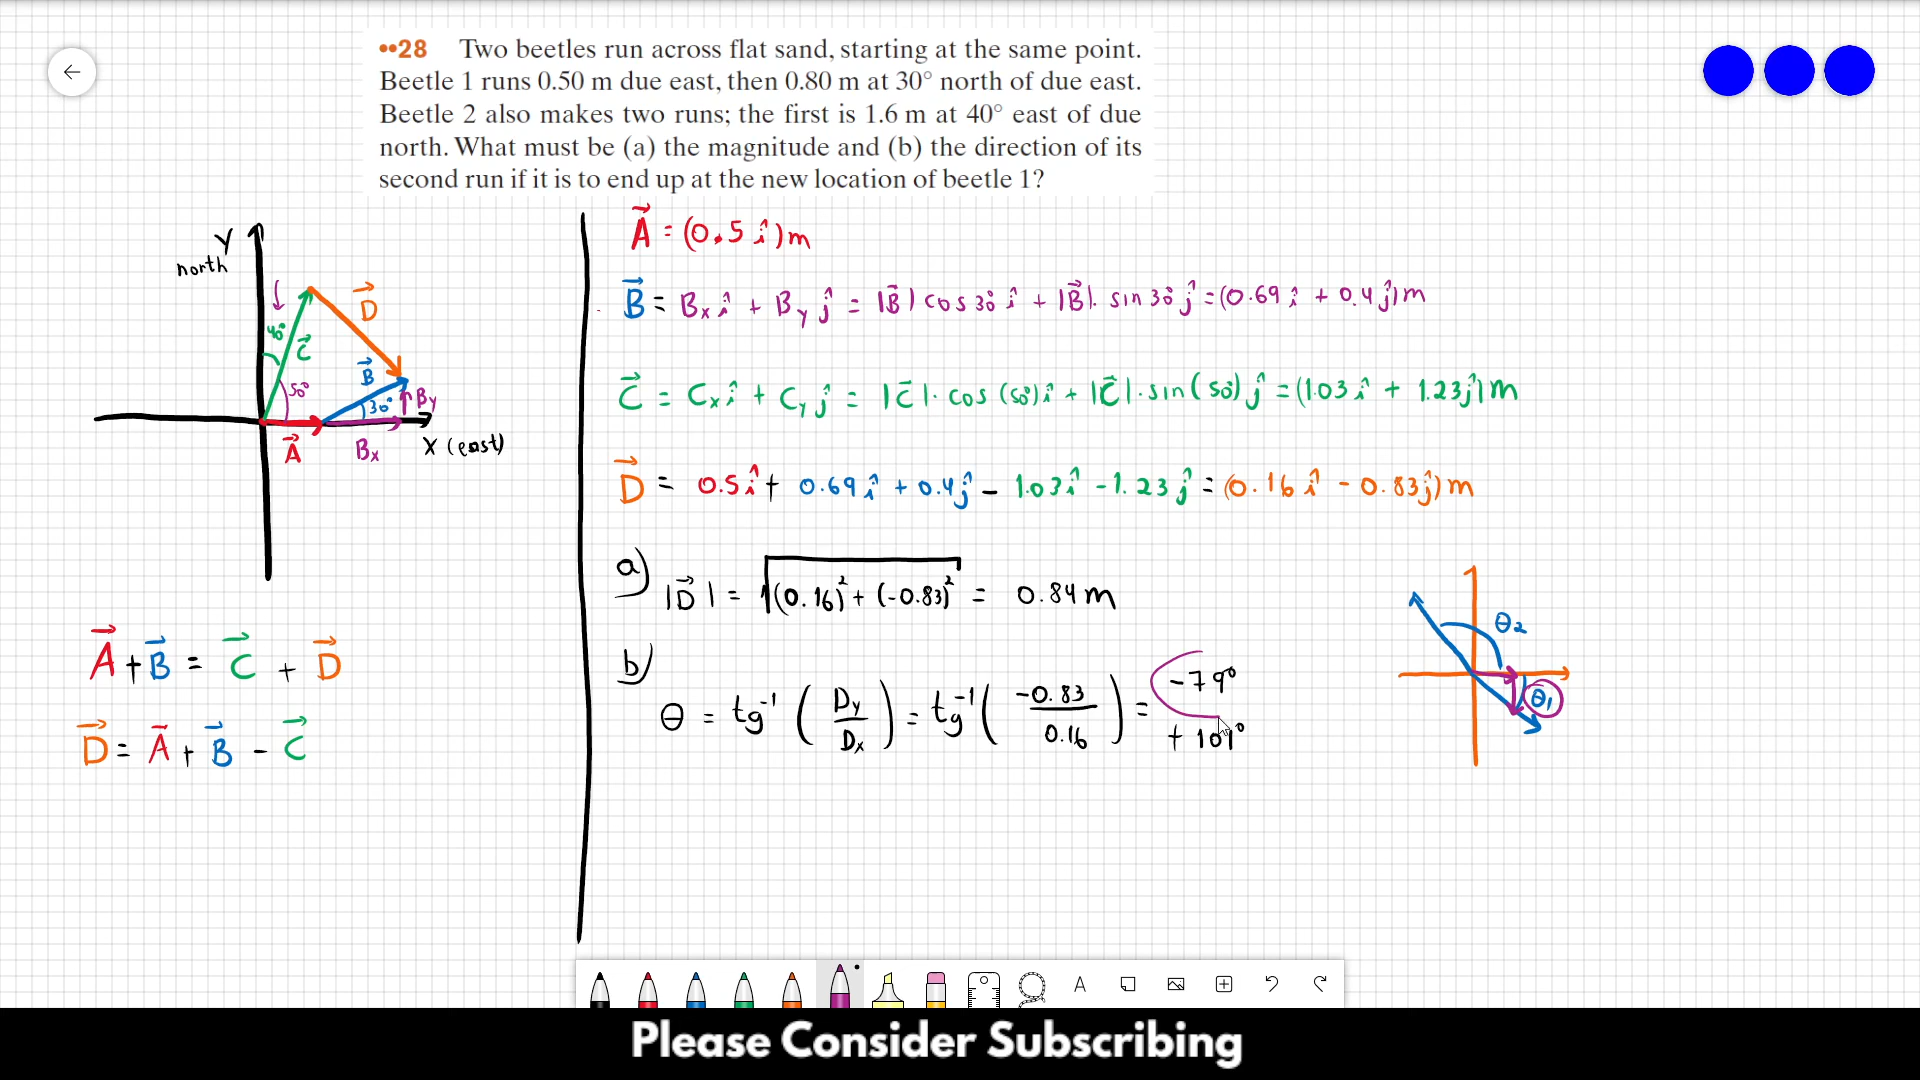 ••28 Two beetles run across flat sand, starting at the same point.
Beetle 1 runs 0.50 m due east, then 0.80 m at 30° north of due east.
Beetle 2 also makes two runs; the first is 1.6 m at 40° east of due
north. What must be (a) the magnitude and (b) the direction of its
second run if it is to end up at the new location of beetle 1?
y
north
40°
C⃗
D⃗
50°
B⃗
30°
By
A⃗
Bx
X (east)
A⃗ + B⃗ = C⃗ + D⃗
D⃗ = A⃗ + B⃗ - C⃗
A⃗ = (0.5 î) m
B⃗ = Bx î + By ĵ = |B⃗| cos 30° î + |B⃗|. sin 30° ĵ = (0.69 î + 0.4 ĵ) m
C⃗ = Cx î + Cy ĵ = |C⃗|. cos (50°) î + |C⃗|. sin (50°) ĵ = (1.03 î + 1.23 ĵ) m
D⃗ = 0.5 î + 0.69 î + 0.4 ĵ - 1.03 î - 1.23 ĵ = (0.16 î - 0.83 ĵ) m
a) |D⃗| = √(0.16)² + (-0.83)² = 0.84 m
b)
θ = tg⁻¹ (Dy/Dx) = tg⁻¹ (-0.83/0.16) = -79°
+ 101°
θ2
θ1
A
Please Consider Subscribing